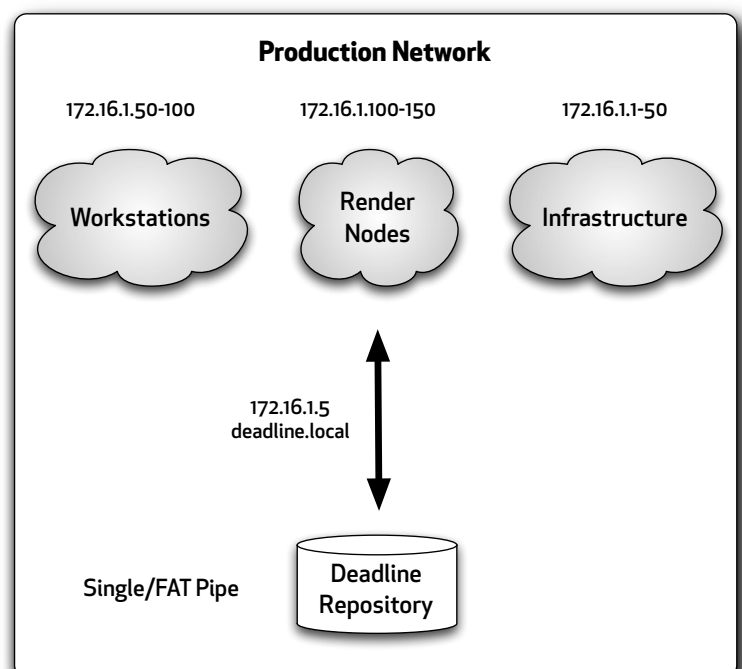 Production Network
172.16.1.50-100
172.16.1.100-150
172.16.1.1-50
Workstations
Render
Nodes
Infrastructure
172.16.1.5
deadline.local
Single/FAT Pipe
Deadline
Repository